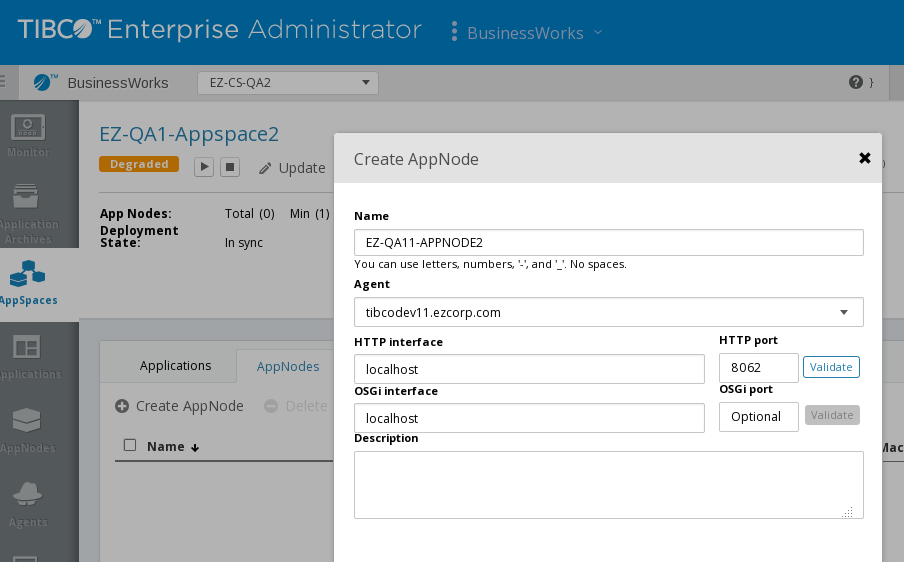 TIBCO™ Enterprise Administrator
BusinessWorks
BusinessWorks
EZ-CS-QA2
}
Monitor
Application
Archives
AppSpaces
Applications
AppNodes
Agents
EZ-QA1-Appspace2
Degraded
Update
App Nodes:
Total (0) Min (1)
Deployment
State:
In sync
Applications
AppNodes
Create AppNode
Delete
Name
Mac
Create AppNode
Name
EZ-QA11-APPNODE2
You can use letters, numbers, '-', and '_'. No spaces.
Agent
tibcodev11.ezcorp.com
HTTP interface
HTTP port
localhost
8062
Validate
OSGi interface
OSGi port
localhost
Optional
Validate
Description